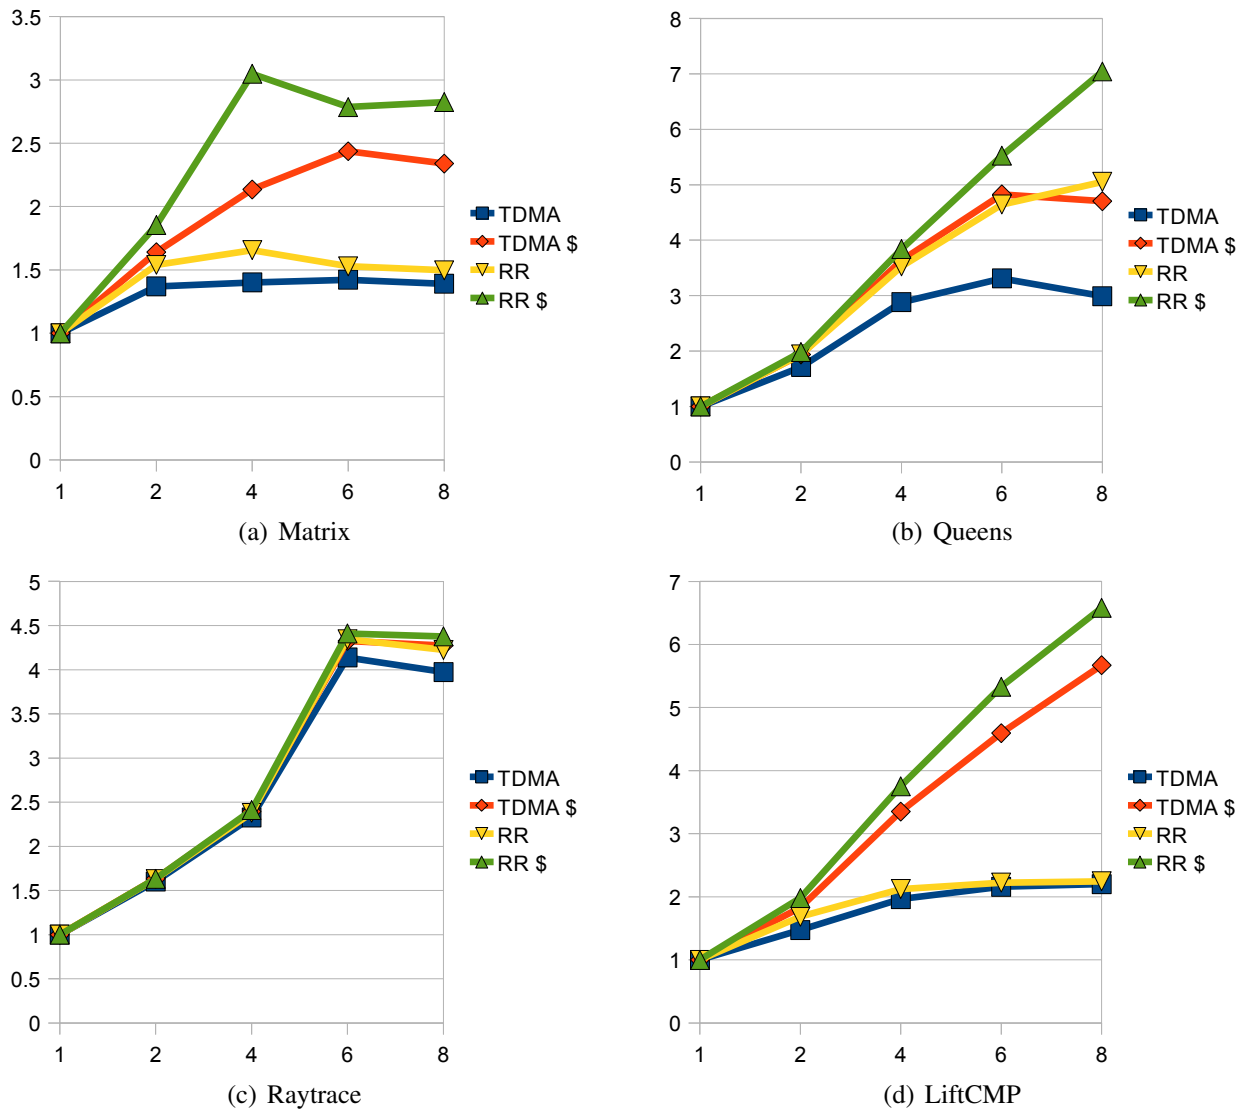 3.5
3
2.5
2
1.5
1
0.5
0
1 2 4 6 8
TDMA
TDMA $
RR
RR $
(a) Matrix
8
7
6
5
4
3
2
1
0
1 2 4 6 8
TDMA
TDMA $
RR
RR $
(b) Queens
5
4.5
4
3.5
3
2.5
2
1.5
1
0.5
0
1 2 4 6 8
TDMA
TDMA $
RR
RR $
(c) Raytrace
7
6
5
4
3
2
1
0
1 2 4 6 8
TDMA
TDMA $
RR
RR $
(d) LiftCMP